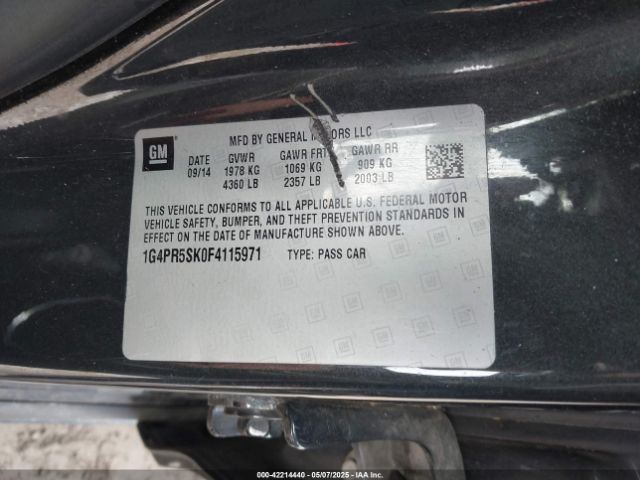 GM
MFD BY GENERAL MOTORS LLC
DATE GVWR GAWR FRT GAWR RR
09/14 1978 KG 1069 KG 909 KG
4360 LB 2357 LB 2003 LB
THIS VEHICLE CONFORMS TO ALL APPLICABLE U.S. FEDERAL MOTOR
VEHICLE SAFETY, BUMPER, AND THEFT PREVENTION STANDARDS IN
EFFECT ON THE DATE OF MANUFACTURE SHOWN ABOVE.
1G4PR5SK0F4115971 TYPE: PASS CAR
000-42214440 - 05/07/2025 - IAA, Inc.